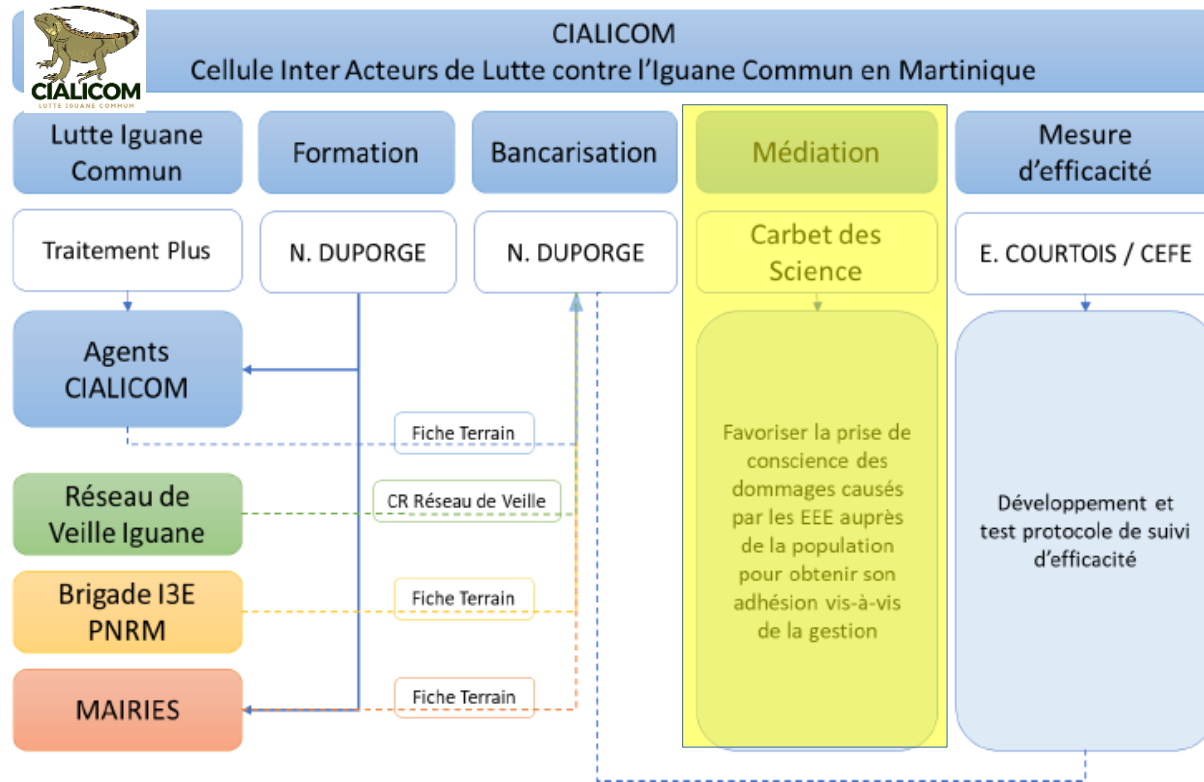 CIALICOM
Cellule Inter Acteurs de Lutte contre l'Iguane Commun en Martinique
CIALICOM
LUTTE IGUANE COMMUN
Lutte Iguane
Commun
Formation
Bancarisation
Médiation
Mesure
d'efficacité
Traitement Plus
N. DUPORGE
N. DUPORGE
Carbet des
Science
E. COURTOIS / CEFE
Agents
CIALICOM
Fiche Terrain
Réseau de
Veille Iguane
CR Réseau de Veille
Brigade I3E
PNRM
Fiche Terrain
MAIRIES
Fiche Terrain
Favoriser la prise de
conscience des
dommages causés
par les EEE auprès
de la population
pour obtenir son
adhésion vis-à-vis
de la gestion
Développement et
test protocole de suivi
d'efficacité